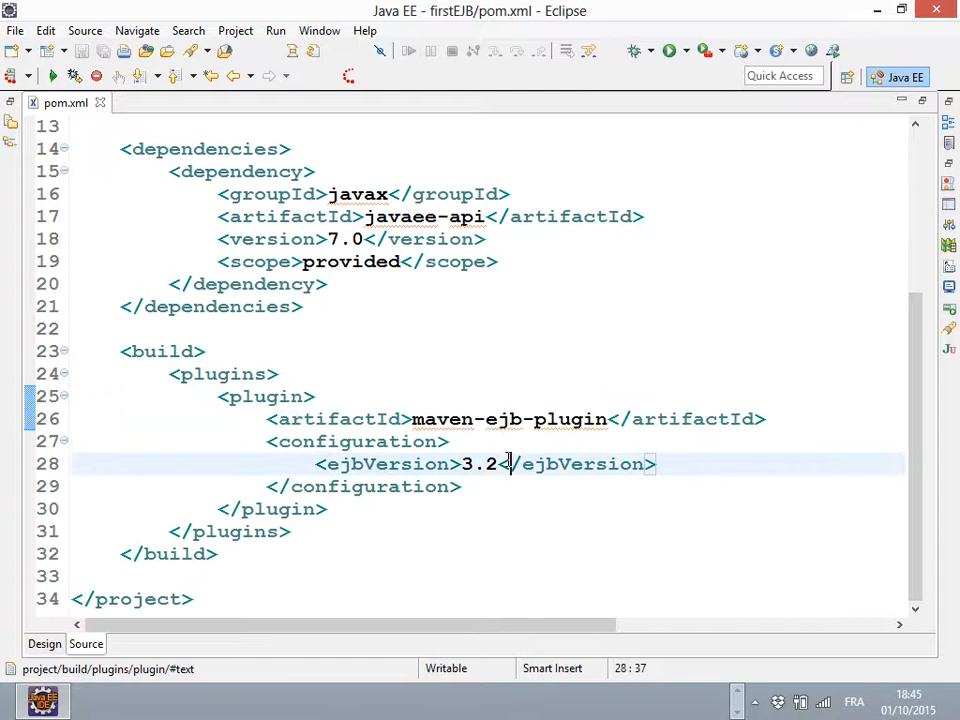 Java EE - firstEJB/pom.xml - Eclipse
File Edit Source Navigate Search Project Run Window Help
Quick Access
Java EE
pom.xml
13
14 <dependencies>
15 <dependency>
16 <groupId>javax</groupId>
17 <artifactId>javaee-api</artifactId>
18 <version>7.0</version>
19 <scope>provided</scope>
20 </dependency>
21 </dependencies>
22
23 <build>
24 <plugins>
25 <plugin>
26 <artifactId>maven-ejb-plugin</artifactId>
27 <configuration>
28 <ejbVersion>3.2</ejbVersion>
29 </configuration>
30 </plugin>
31 </plugins>
32 </build>
33
34 </project>
Design Source
project/build/plugins/plugin/#text Writable Smart Insert 28 : 37
Java EE
IDE
FRA
18:45
01/10/2015